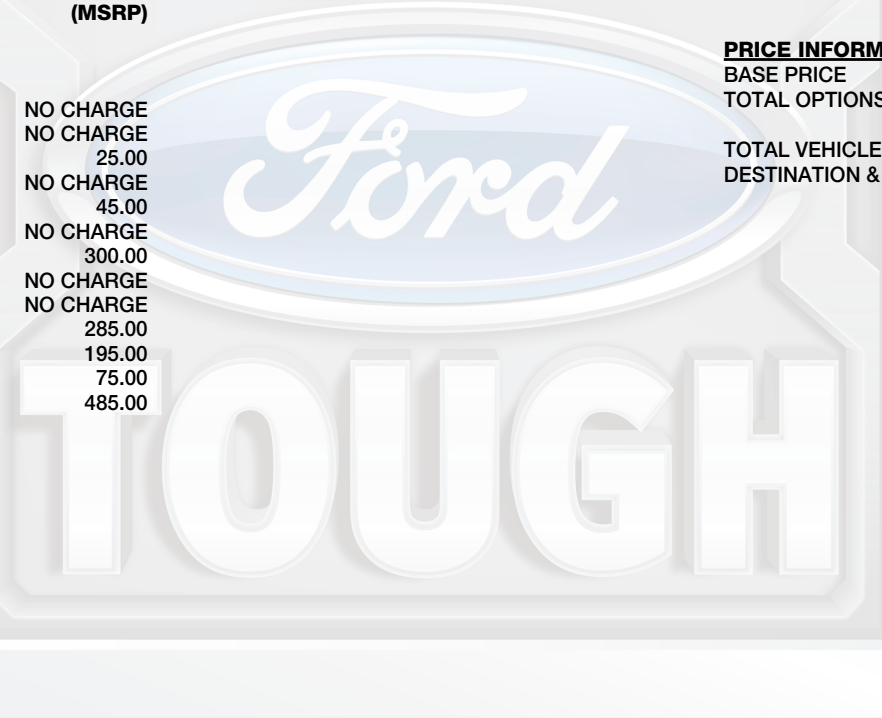 (MSRP)
NO CHARGE
NO CHARGE
25.00
NO CHARGE
45.00
NO CHARGE
300.00
NO CHARGE
NO CHARGE
285.00
195.00
75.00
485.00
PRICE INFORM
BASE PRICE
TOTAL OPTIONS
TOTAL VEHICLE
DESTINATION &
Ford
TOUGH